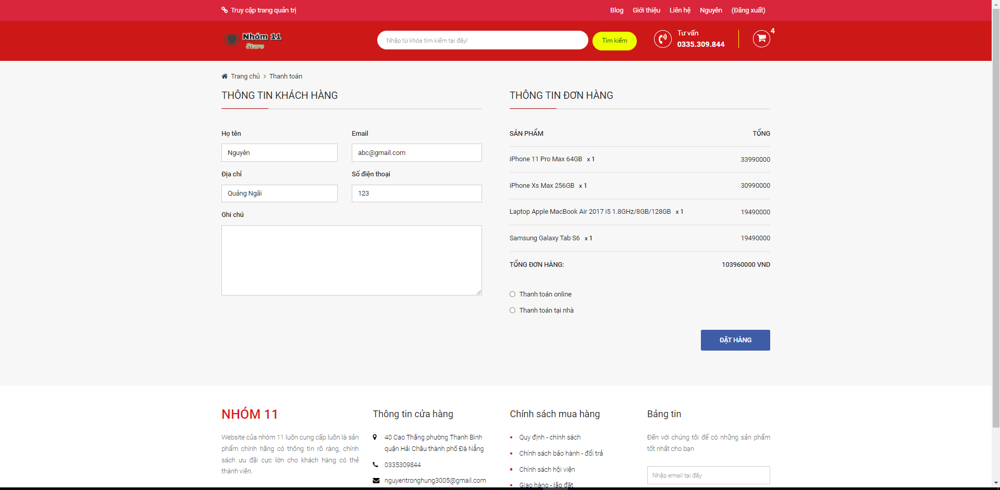 Truy cập trang quản trị
Blog Giới thiệu Liên hệ Nguyên (Đăng xuất)
Nhóm 11
Store
Nhập từ khóa tìm kiếm tại đây!
Tìm kiếm
Tư vấn
0335.309.844
4
Trang chủ > Thanh toán
THÔNG TIN KHÁCH HÀNG
Họ tên Email
Nguyên abc@gmail.com
Địa chỉ Số điện thoại
Quảng Ngãi 123
Ghi chú
THÔNG TIN ĐƠN HÀNG
SẢN PHẨM TỔNG
iPhone 11 Pro Max 64GB x 1 33990000
iPhone Xs Max 256GB x 1 30990000
Laptop Apple MacBook Air 2017 i5 1.8GHz/8GB/128GB x 1 19490000
Samsung Galaxy Tab S6 x 1 19490000
TỔNG ĐƠN HÀNG: 103960000 VND
Thanh toán online
Thanh toán tại nhà
ĐẶT HÀNG
NHÓM 11
Website của nhóm 11 luôn cung cấp luôn là sản
phẩm chính hãng có thông tin rõ ràng, chính
sách ưu đãi cực lớn cho khách hàng có thẻ
thành viên.
Thông tin cửa hàng
40 Cao Thắng phường Thanh Bình
quận Hải Châu thành phố Đà Nẵng
0335309844
nguyentronghung3005@gmail.com
Chính sách mua hàng
Quy định - chính sách
Chính sách bảo hành - đổi trả
Chính sách hội viện
Giao hàng - lắp đặt
Bảng tin
Đến với chúng tôi để có những sản phẩm
tốt nhất cho bạn
Nhập email tại đây